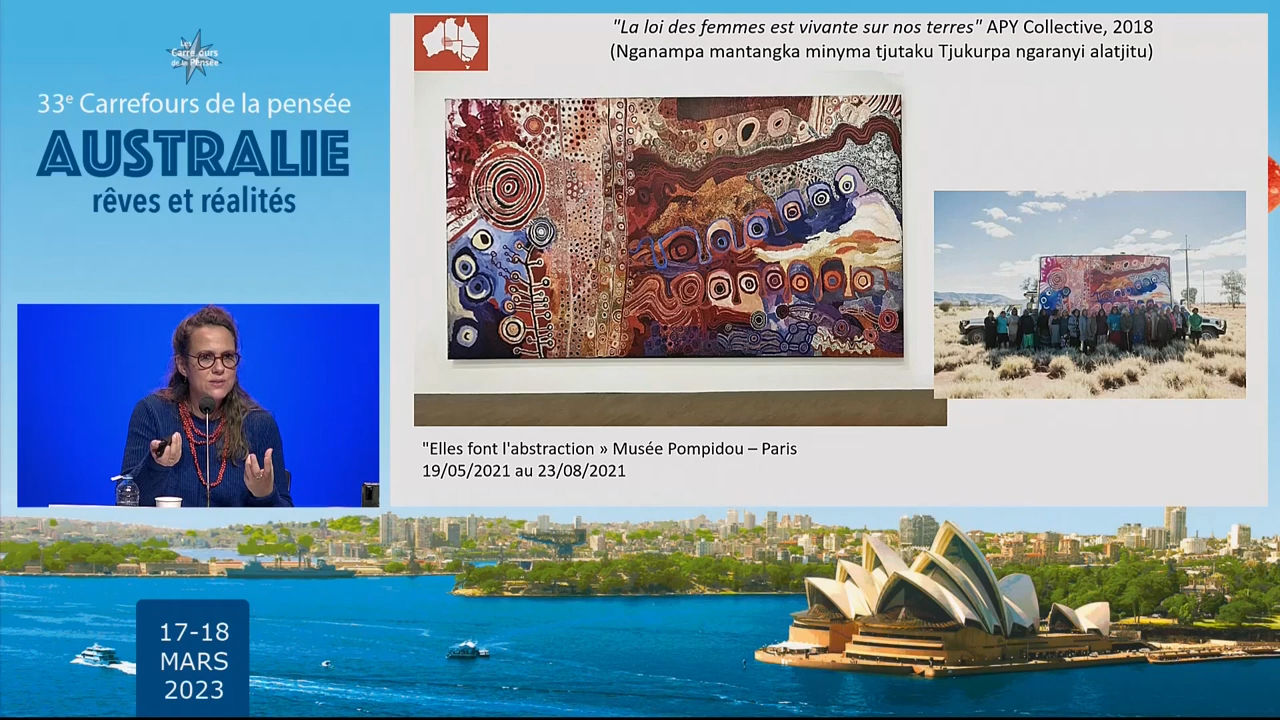 Les
Carrefours
de la Pensée
33e Carrefours de la pensée
AUSTRALIE
rêves et réalités
"La loi des femmes est vivante sur nos terres" APY Collective, 2018
(Nganampa mantangka minyma tjutaku Tjukurpa ngaranyi alatjitu)
"Elles font l'abstraction » Musée Pompidou – Paris
19/05/2021 au 23/08/2021
17-18
MARS
2023